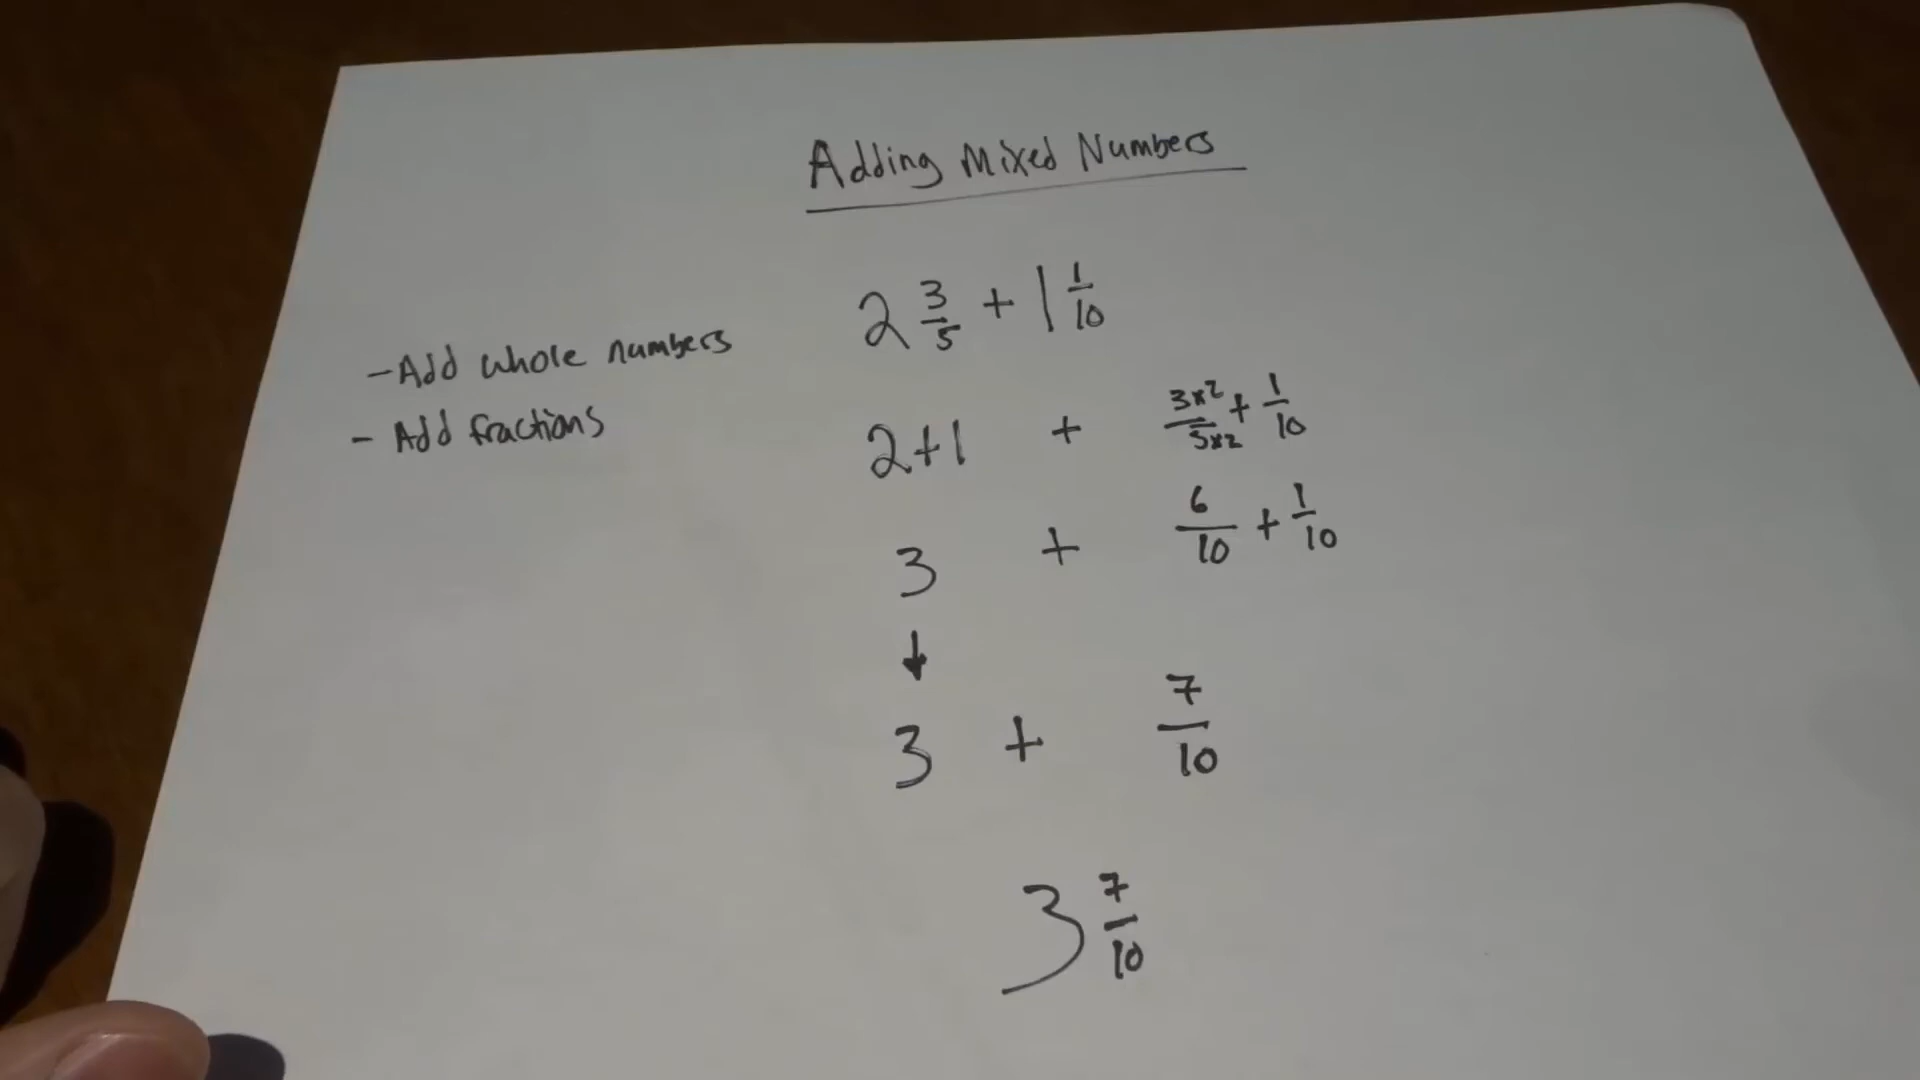 Adding Mixed Numbers
2 3/5 + 1 1/10
- Add whole numbers
- Add fractions
2+1 + 3x2/5x2 + 1/10
3 + 6/10 + 1/10
↓
3 + 7/10
3 7/10